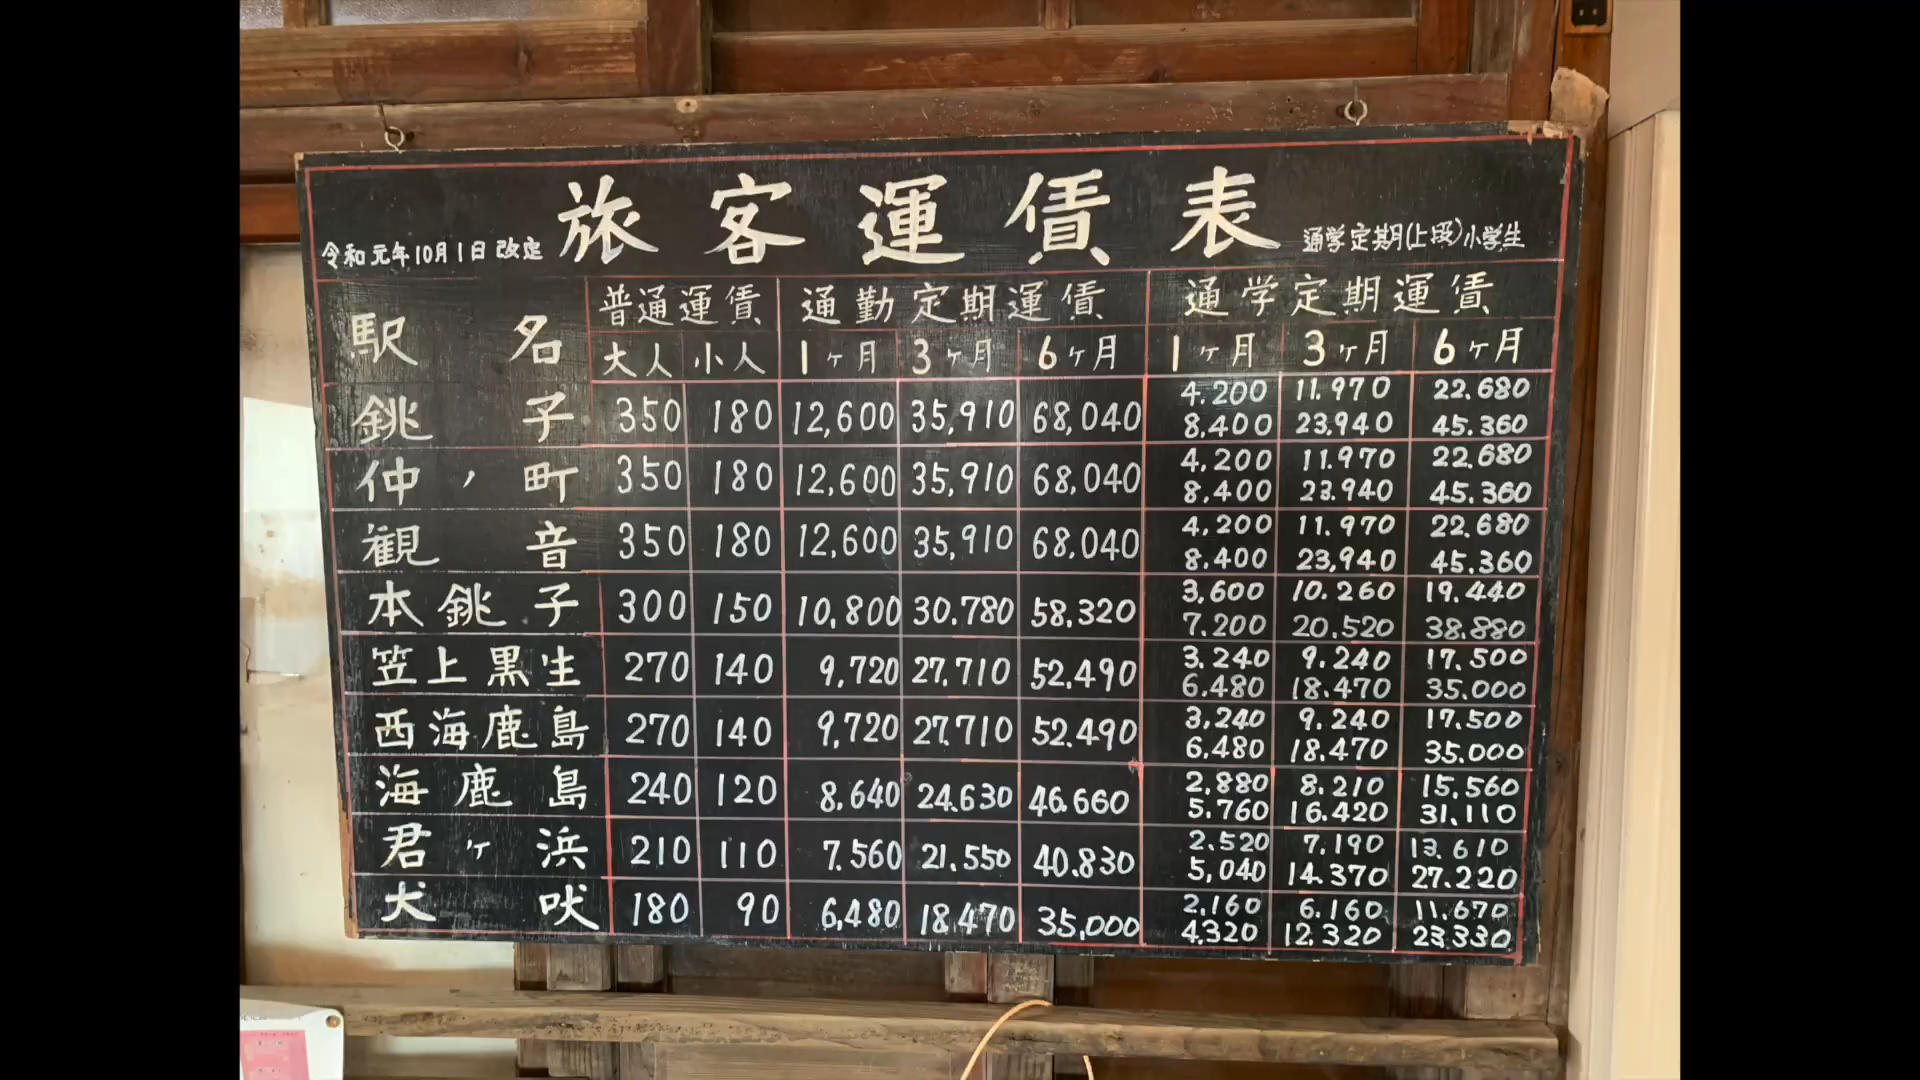 旅客運賃表
令和元年10月1日改定
通学定期(上段)小学生
駅名 普通運賃 通勤定期運賃 通学定期運賃
大人 小人 1ヶ月 3ヶ月 6ヶ月 1ヶ月 3ヶ月 6ヶ月
銚子 350 180 12,600 35,910 68,040 4.200 11.970 22.680
8.400 23,940 45.360
仲ノ町 350 180 12,600 35,910 68,040 4,200 11.970 22.680
8,400 23.940 45.360
観音 350 180 12,600 35,910 68.040 4,200 11.970 22.680
8.400 23,940 45.360
本銚子 300 150 10,800 30.780 58,320 3,600 10.260 19.440
7.200 20.520 38.880
笠上黒生 270 140 9,720 27.710 52.490 3.240 9.240 17.500
6.480 18.470 35.000
西海鹿島 270 140 9,720 27.710 52.490 3,240 9.240 17.500
6.480 18.470 35.000
海鹿島 240 120 8.640 24.630 46.660 2.880 8.210 15.560
5.760 16.420 31.110
君ヶ浜 210 110 7.560 21.550 40.830 2.520 7.190 13.610
5,040 14.370 27.220
犬吠 180 90 6,480 18.470 35,000 2.160 6.160 11.670
4.320 12.320 23.330